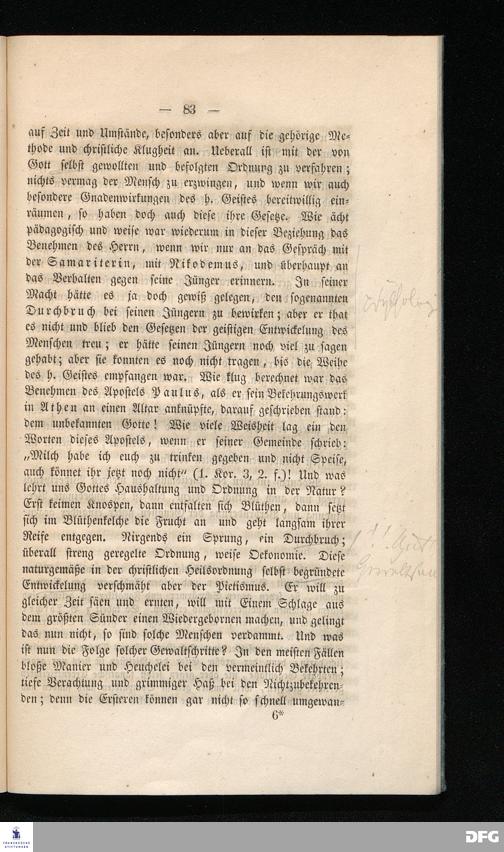 — 83 —
auf Zeit und Umstände, besonders aber auf die gehörige Me-
thode und christliche Klugheit an. Ueberall ist mit der von
Gott selbst gewollten und befolgten Ordnung zu verfahren;
nichts vermag der Mensch zu erzwingen, und wenn wir auch
besondere Gnadenwirkungen des h. Geistes bereitwillig ein-
räumen, so haben doch auch diese ihre Gesetze. Wie ächt
pädagogisch und weise war wiederum in dieser Beziehung das
Benehmen des Herrn, wenn wir nur an das Gespräch mit
der Samariterin, mit Nikodemus, und überhaupt an
das Verhalten gegen seine Jünger erinnern. In seiner
Macht hätte es ja doch gewiß gelegen, den sogenannten
Durchbruch bei seinen Jüngern zu bewirken; aber er that
es nicht und blieb den Gesetzen der geistigen Entwickelung des
Menschen treu; er hätte seinen Jüngern noch viel zu sagen
gehabt; aber sie konnten es noch nicht tragen, bis die Weihe
des h. Geistes empfangen war. Wie klug berechnet war das
Benehmen des Apostels Paulus, als er sein Bekehrungswerk
in Athen an einen Altar anknüpfte, darauf geschrieben stand:
dem unbekannten Gotte! Wie viele Weisheit lag ein den
Worten dieses Apostels, wenn er seiner Gemeinde schrieb:
„Milch habe ich euch zu trinken gegeben und nicht Speise,
auch könnet ihr jetzt noch nicht“ (1. Kor. 3, 2. f.)! Und was
lehrt uns Gottes Haushaltung und Ordnung in der Natur?
Erst keimen Knospen, dann entfalten sich Blüthen, dann setzt
sich im Blüthenkelche die Frucht an und geht langsam ihrer
Reife entgegen. Nirgends ein Sprung, ein Durchbruch;
überall streng geregelte Ordnung, weise Oekonomie. Diese
naturgemäße in der christlichen Heilsordnung selbst begründete
Entwickelung verschmäht aber der Pietismus. Er will zu
gleicher Zeit säen und ernten, will mit Einem Schlage aus
dem größten Sünder einen Wiedergebornen machen, und gelingt
das nun nicht, so sind solche Menschen verdammt. Und was
ist nun die Folge solcher Gewaltschritte? In den meisten Fällen
bloße Manier und Heuchelei bei den vermeintlich Bekehrten;
tiefe Verachtung und grimmiger Haß bei den Nichtzubekehren-
den; denn die Ersteren können gar nicht so schnell umgewan-
6*
FRANCKESCHE
STIFTUNGEN
DFG